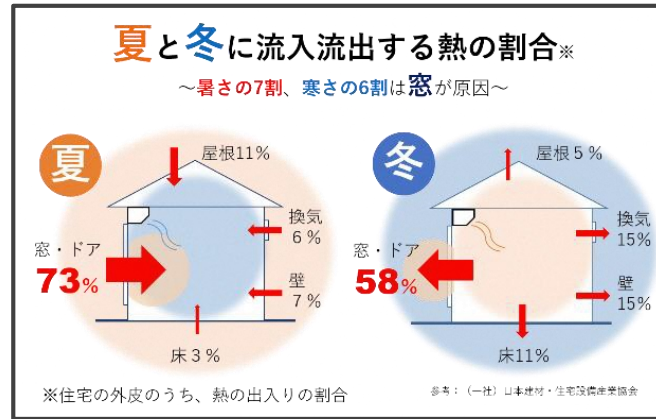 夏と冬に流入流出する熱の割合※
～暑さの7割、寒さの6割は窓が原因～
夏
屋根11%
換気
6%
窓・ドア
73%
壁
7%
床3%
冬
屋根5%
換気
15%
窓・ドア
58%
壁
15%
床11%
※住宅の外皮のうち、熱の出入りの割合
参考：（一社）日本建材・住宅設備産業協会